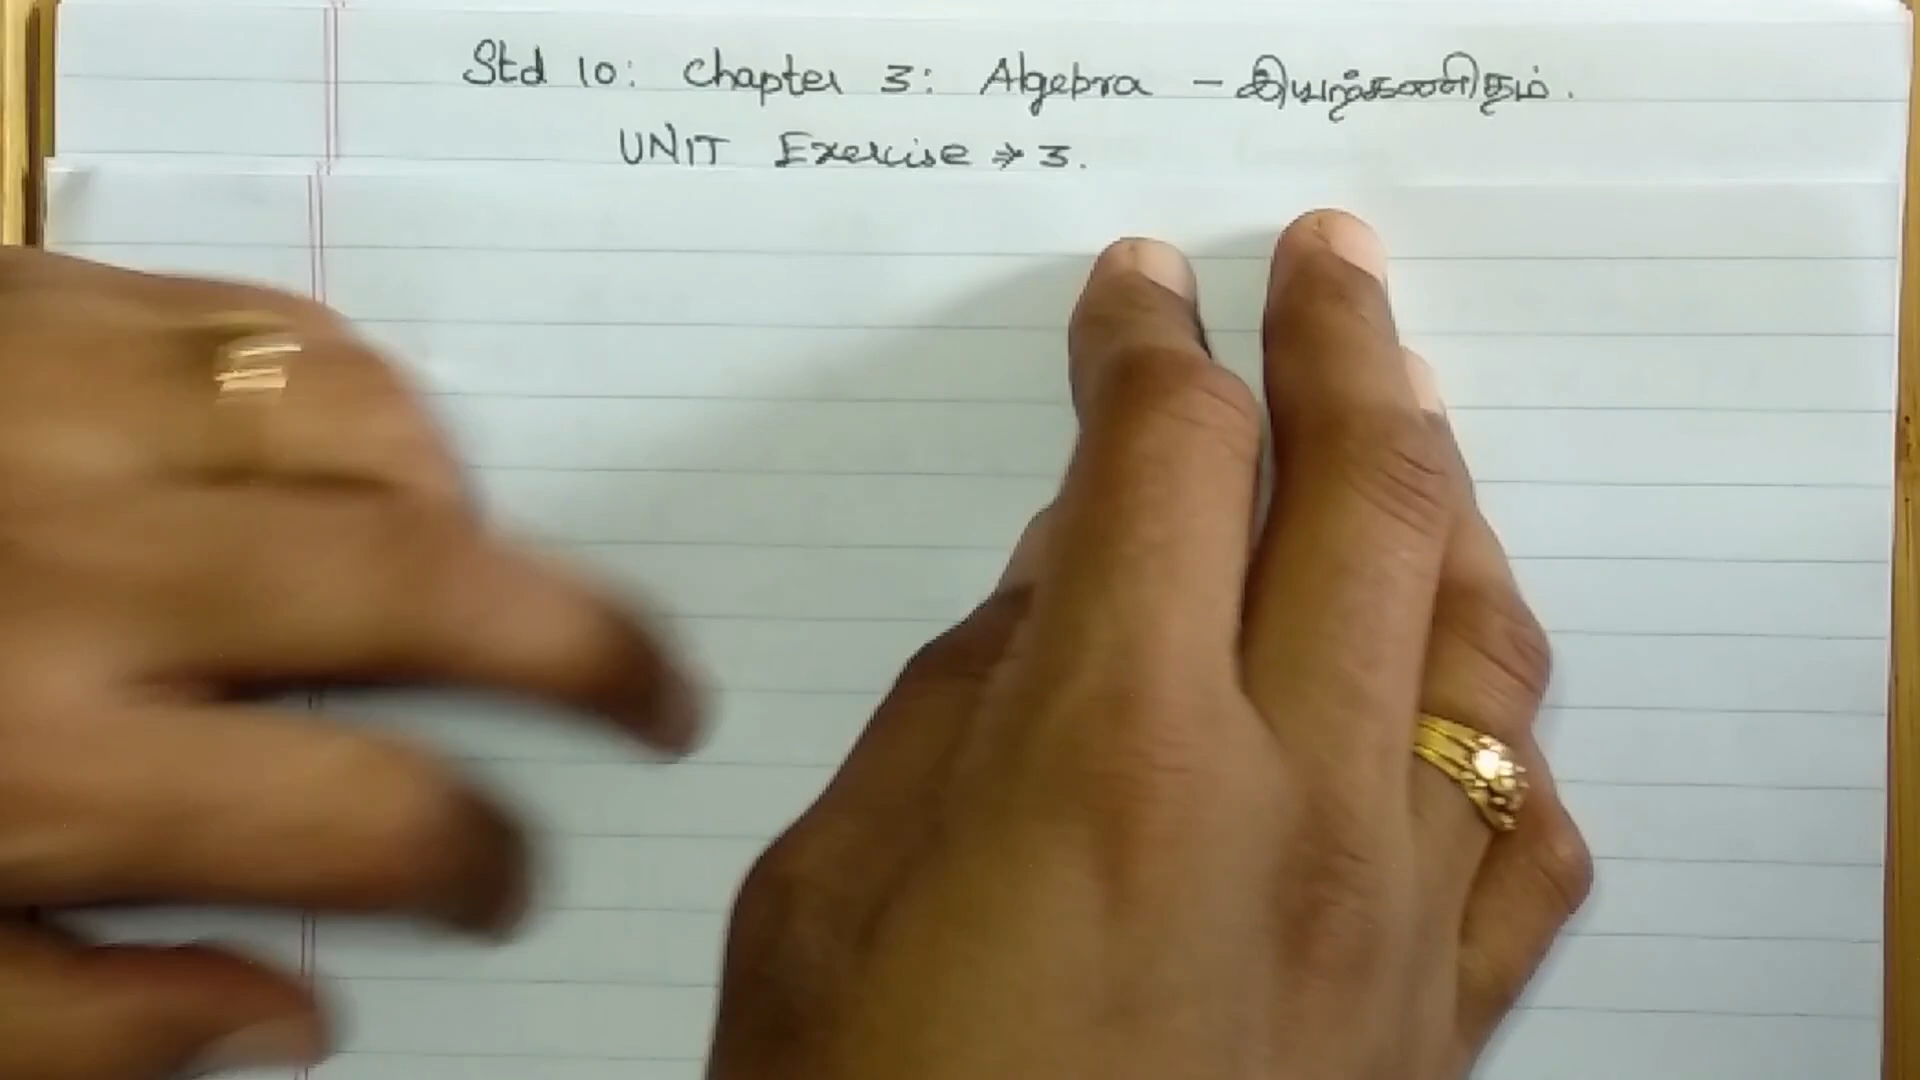 Std 10: Chapter 3: Algebra - இயற்கணிதம்.
UNIT Exercise → 3.